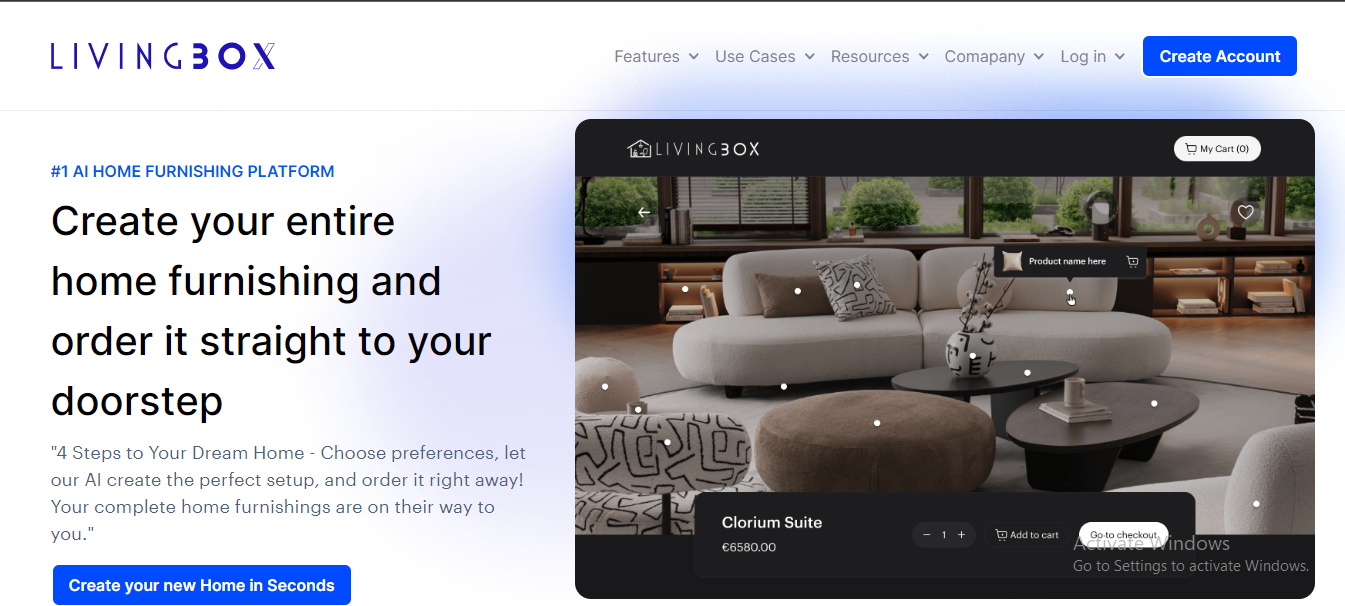 LIVINGBOX
Features Use Cases Resources Comapany Log in Create Account
#1 AI HOME FURNISHING PLATFORM
Create your entire
home furnishing and
order it straight to your
doorstep
"4 Steps to Your Dream Home - Choose preferences, let
our AI create the perfect setup, and order it right away!
Your complete home furnishings are on their way to
you."
Create your new Home in Seconds
LIVINGBOX
My Cart (0)
Product name here
Clorium Suite
€6580.00
− 1 +
Add to cart
Go to checkout
Activate Windows
Go to Settings to activate Windows.